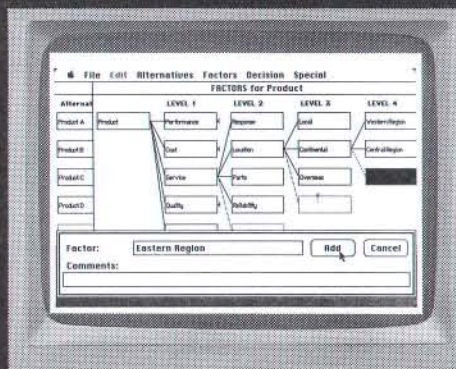 File Edit Alternatives Factors Decision Special
FACTORS for Product
Alternat LEVEL 1 LEVEL 2 LEVEL 3 LEVEL 4
Product A Product Performance Response Local Western Region
Product B Cost Location Continental Central Region
Product C Service Parts Overseas
Product D Quality Reliability
Factor: Eastern Region Add Cancel
Comments: